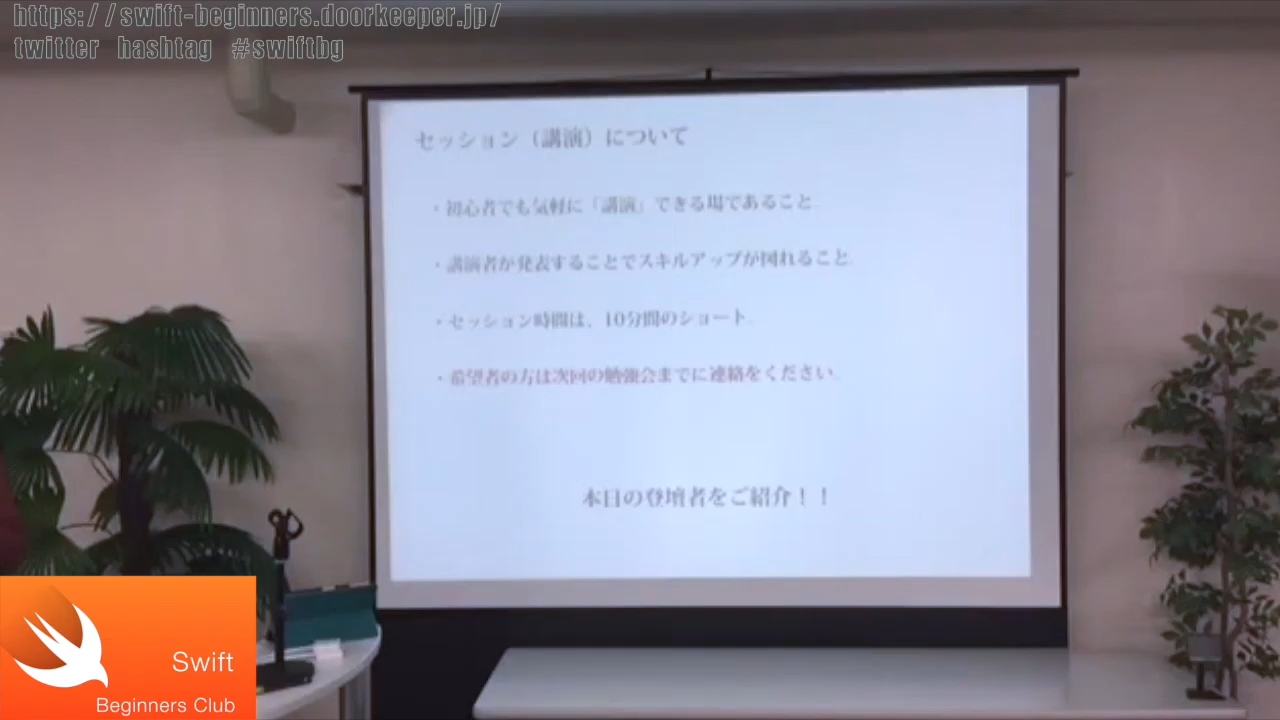 https://swift-beginners.doorkeeper.jp/
twitter hashtag #swiftbg
セッション（講演）について
・初心者でも気軽に「講演」できる場であること.
・講演者が発表することでスキルアップが図れること.
・セッション時間は、10分間のショート.
・希望者の方は次回の勉強会までに連絡をください.
本日の登壇者をご紹介！！
Swift
Beginners Club